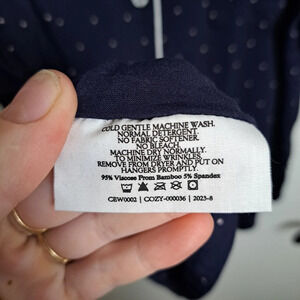 COLD GENTLE MACHINE WASH.
NORMAL DETERGENT.
NO FABRIC SOFTENER.
NO BLEACH.
MACHINE DRY NORMALLY.
TO MINIMIZE WRINKLES,
REMOVE FROM DRYER AND PUT ON
HANGERS PROMPTLY.
95% Viscose From Bamboo 5% Spandex
CEW0002 | COZY-000036 | 2023-8